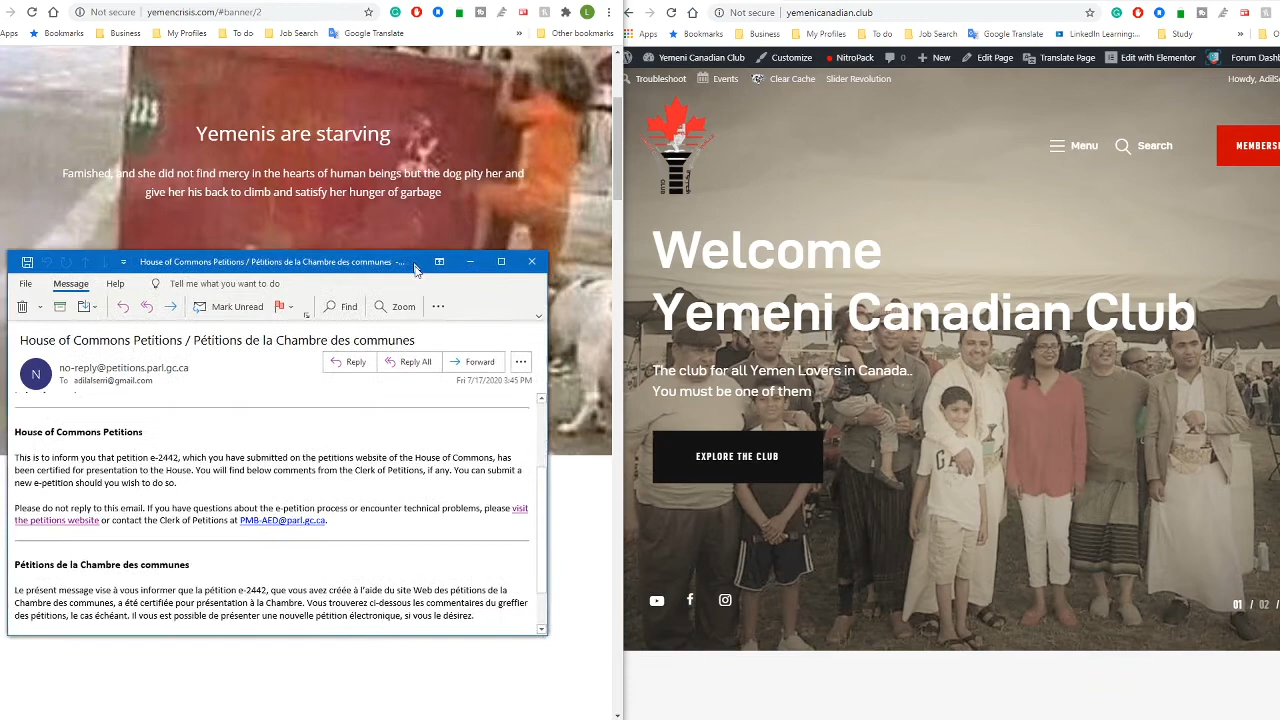 Not secure
yemencrisis.com/#banner/2
Apps
Bookmarks
Business
My Profiles
To do
Job Search
Google Translate
»
Other bookmarks
225
Yemenis are starving
Famished, and she did not find mercy in the hearts of human beings but the dog pity her and
give her his back to climb and satisfy her hunger of garbage
House of Commons Petitions / Pétitions de la Chambre des communes -...
File
Message
Help
Tell me what you want to do
Mark Unread
Find
Zoom
House of Commons Petitions / Pétitions de la Chambre des communes
N
no-reply@petitions.parl.gc.ca
To adilalseni@gmail.com
Reply
Reply All
Forward
Fri 7/17/2020 3:45 PM
House of Commons Petitions
This is to inform you that petition e-2442, which you have submitted on the petitions website of the House of Commons, has
been certified for presentation to the House. You will find below comments from the Clerk of Petitions, if any. You can submit a
new e-petition should you wish to do so.
Please do not reply to this email. If you have questions about the e-petition process or encounter technical problems, please visit
the petitions website or contact the Clerk of Petitions at PMB-AED@parl.gc.ca.
Pétitions de la Chambre des communes
Le présent message vise à vous informer que la pétition e-2442, que vous avez créée à l'aide du site Web des pétitions de la
Chambre des communes, a été certifiée pour présentation à la Chambre. Vous trouverez ci-dessous les commentaires du greffier
des pétitions, le cas échéant. Il vous est possible de présenter une nouvelle pétition électronique, si vous le désirez.
Not secure
yemenicanadian.club
Apps
Bookmarks
Business
My Profiles
To do
Job Search
Google Translate
LinkedIn Learning:...
Study
»
Yemeni Canadian Club
Customize
NitroPack
0
New
Edit Page
Translate Page
Edit with Elementor
Forum Dashb
Troubleshoot
Events
Clear Cache
Slider Revolution
Howdy,
CLUB
Menu
Search
MEMBERS
Welcome
Yemeni Canadian Club
The club for all Yemen Lovers in Canada..
You must be one of them
GAP
EXPLORE THE CLUB
01 / 02 /